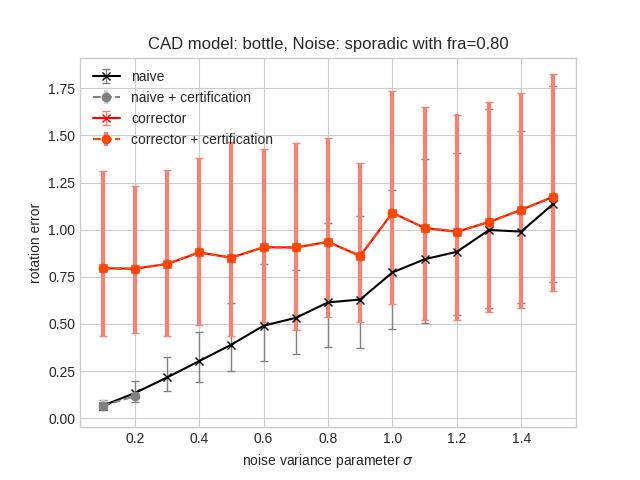 CAD model: bottle, Noise: sporadic with fra=0.80
naive
naive + certification
corrector
corrector + certification
rotation error
1.75
1.50
1.25
1.00
0.75
0.50
0.25
0.00
0.2 0.4 0.6 0.8 1.0 1.2 1.4
noise variance parameter σ